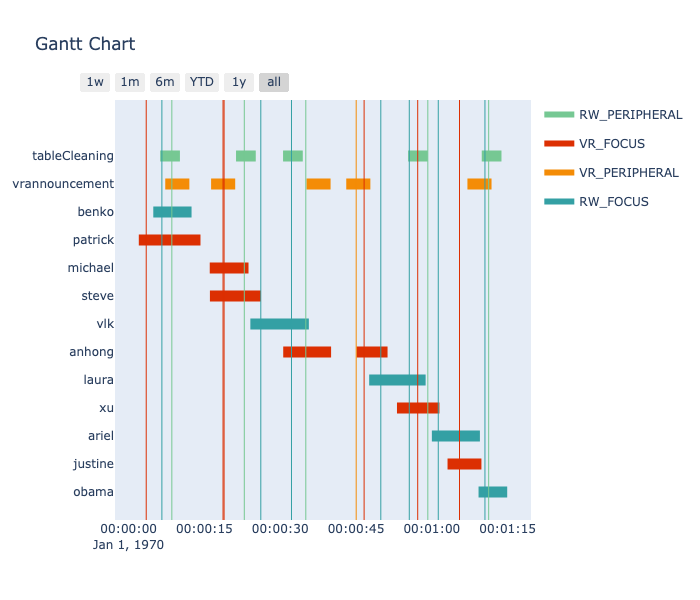 Gantt Chart
1w 1m 6m YTD 1y all
RW_PERIPHERAL
VR_FOCUS
VR_PERIPHERAL
RW_FOCUS
tableCleaning
vrannouncement
benko
patrick
michael
steve
vlk
anhong
laura
xu
ariel
justine
obama
00:00:00 00:00:15 00:00:30 00:00:45 00:01:00 00:01:15
Jan 1, 1970